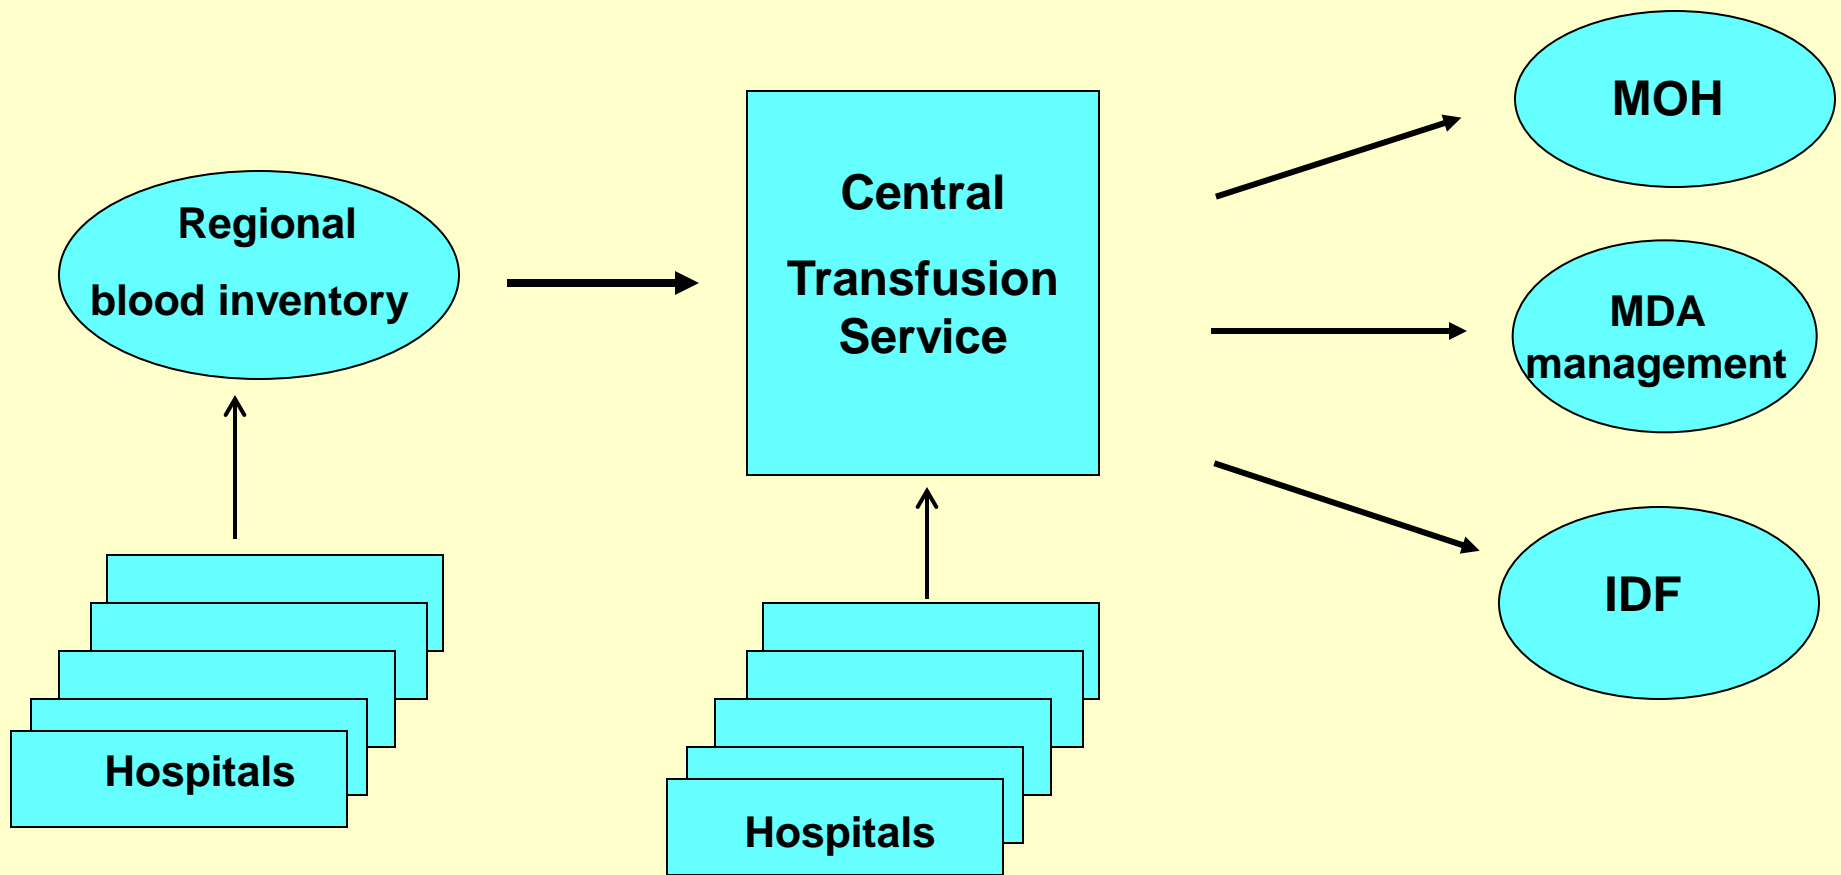 Regional
blood inventory
Hospitals
Central
Transfusion
Service
Hospitals
MOH
MDA
management
IDF